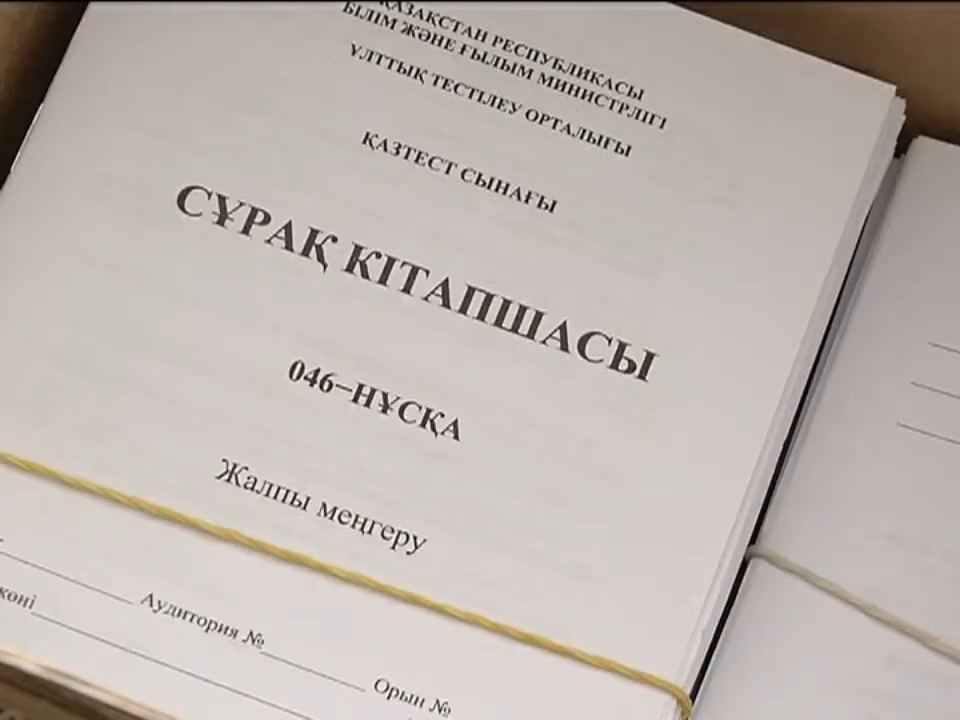 ҚАЗАҚСТАН РЕСПУБЛИКАСЫ
БІЛІМ ЖӘНЕ ҒЫЛЫМ МИНИСТРЛІГІ
ҰЛТТЫҚ ТЕСТІЛЕУ ОРТАЛЫҒЫ
ҚАЗТЕСТ СЫНАҒЫ
СҰРАҚ КІТАПШАСЫ
046–НҰСҚА
Жалпы меңгеру
Аудитория №
Орын №